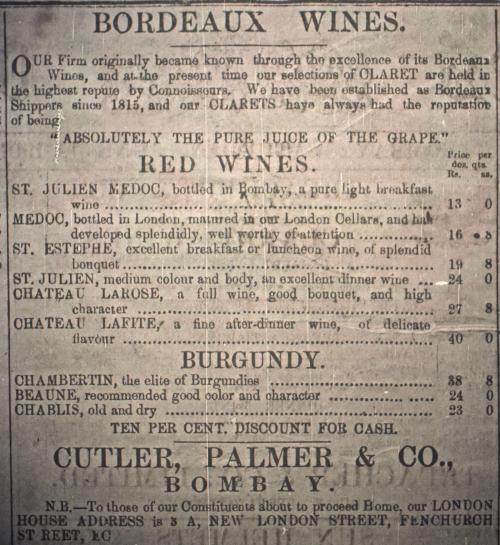 BORDEAUX WINES.
OUR Firm originally became known through the excellence of its Bordeaux
Wines, and at the present time our selections of CLARET are held in
the highest repute by Connoisseurs. We have been established as Bordeaux
Shippers since 1815, and our CLARETS have always had the reputation
of being
"ABSOLUTELY THE PURE JUICE OF THE GRAPE."
RED WINES.
Price per
doz. qts.
Rs. as.
ST. JULIEN MEDOC, bottled in Bombay, a pure light breakfast
wine ... 13 0
MEDOC, bottled in London, matured in our London Cellars, and has
developed splendidly, well worthy of attention ... 16 8
ST. ESTEPHE, excellent breakfast or luncheon wine, of splendid
bouquet ... 19 8
ST. JULIEN, medium colour and body, an excellent dinner wine ... 24 0
CHATEAU LAROSE, a full wine, good bouquet, and high
character ... 27 8
CHATEAU LAFITE, a fine after-dinner wine, of delicate
flavour ... 40 0
BURGUNDY.
CHAMBERTIN, the elite of Burgundies ... 38 8
BEAUNE, recommended good color and character ... 24 0
CHABLIS, old and dry ... 23 0
TEN PER CENT. DISCOUNT FOR CASH.
CUTLER, PALMER & CO.,
BOMBAY.
N.B.—To those of our Constituents about to proceed Home, our LONDON
HOUSE ADDRESS is 3 A, NEW LONDON STREET, FENCHURCH
ST REET, EC